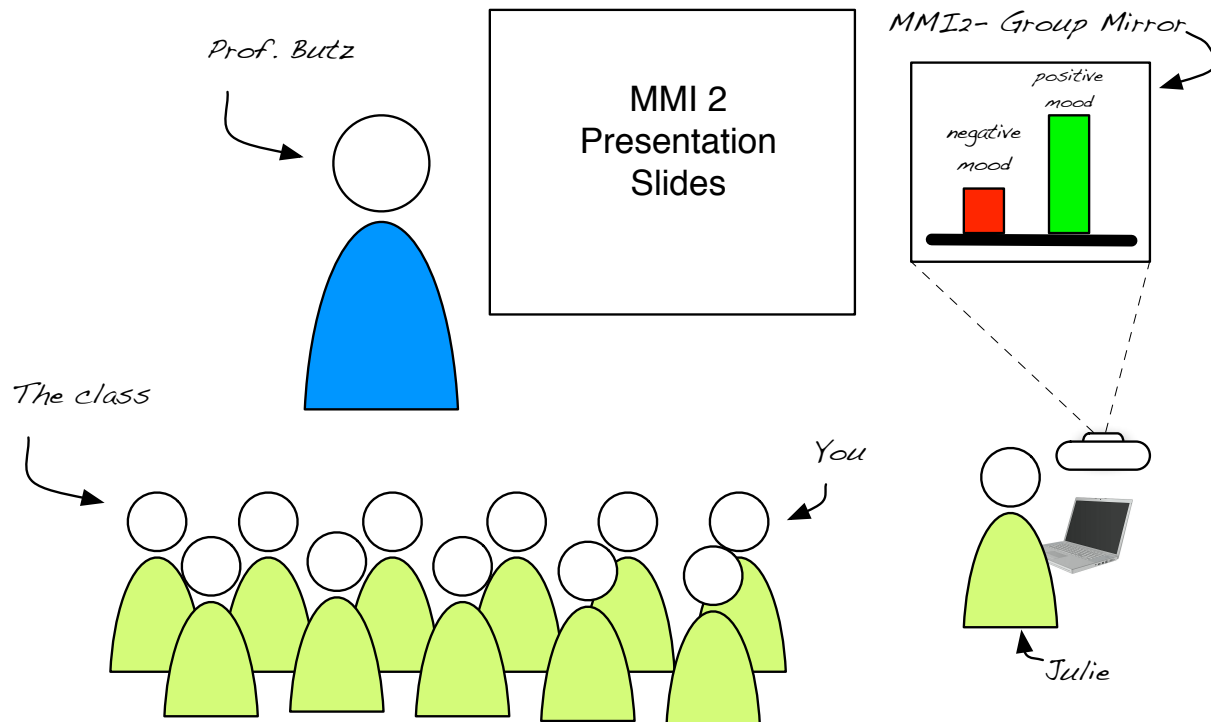 MMI2- Group Mirror
Prof. Butz
MMI 2
Presentation
Slides
positive
mood
negative
mood
The class
You
Julie